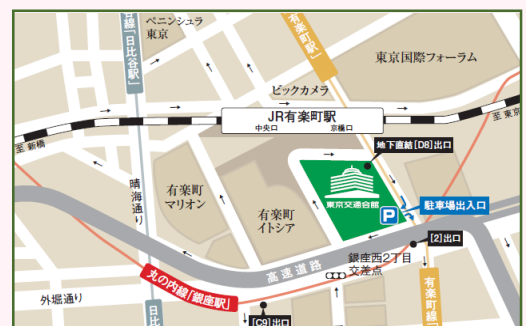 ペニンシュラ
東京
日比谷線「日比谷駅」
有楽町駅」
東京国際フォーラム
ビックカメラ
JR有楽町駅
中央口
京橋口
至 新橋
至 東京
地下直結[D8]出口
東京交通会館
P
駐車場出入口
晴海通り
有楽町
マリオン
有楽町
イトシア
[2]出口
高速道路
銀座西2丁目
交差点
丸の内線「銀座駅」
外堀通り
[C9]出口
日比
有楽町線